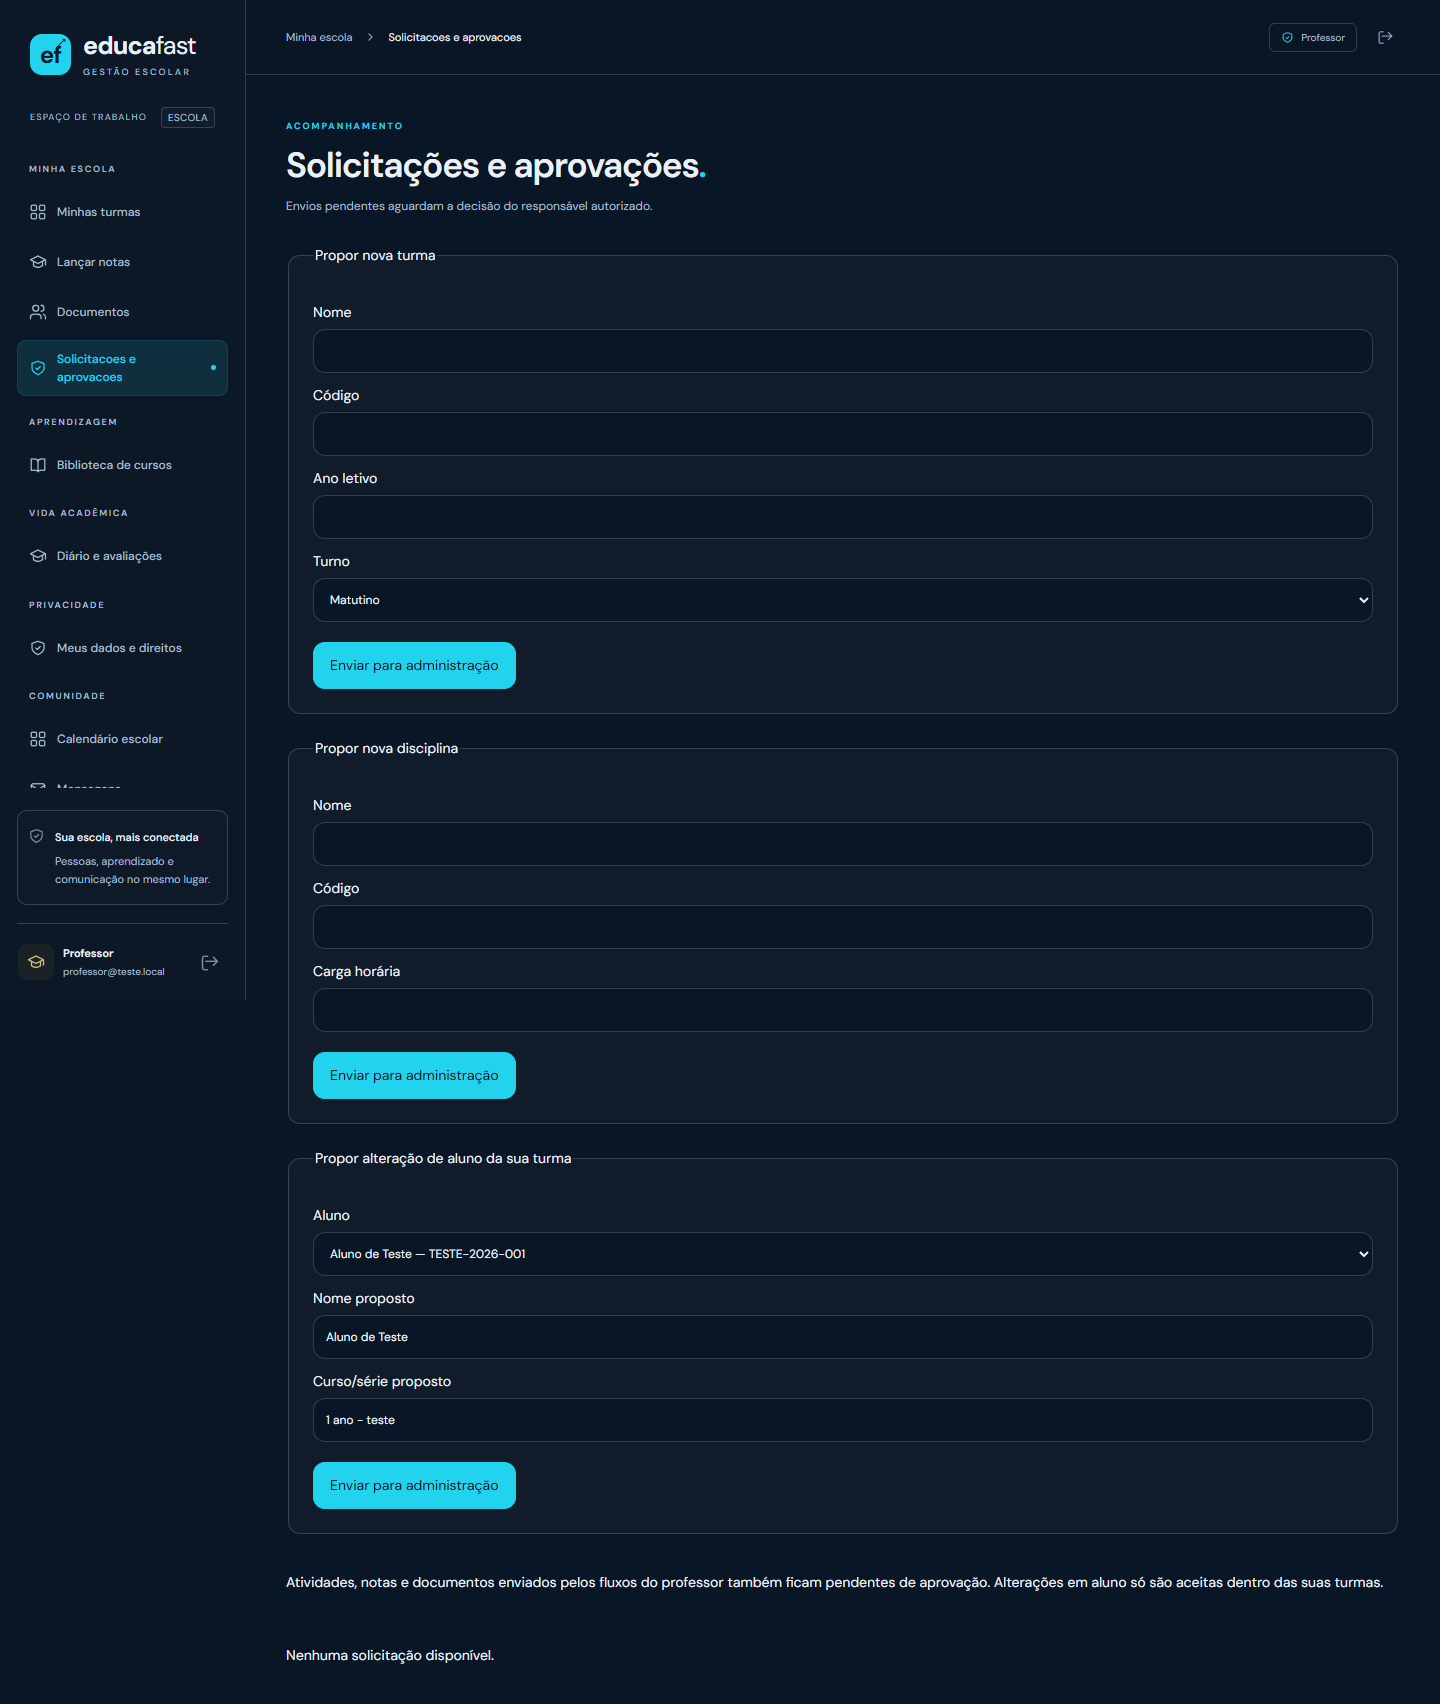 ef educafast
GESTÃO ESCOLAR
ESPAÇO DE TRABALHO ESCOLA
MINHA ESCOLA
Minhas turmas
Lançar notas
Documentos
Solicitacoes e
aprovacoes
APRENDIZAGEM
Biblioteca de cursos
VIDA ACADÊMICA
Diário e avaliações
PRIVACIDADE
Meus dados e direitos
COMUNIDADE
Calendário escolar
Mensagens
Sua escola, mais conectada
Pessoas, aprendizado e
comunicação no mesmo lugar.
Professor
professor@teste.local
Minha escola > Solicitacoes e aprovacoes
Professor
ACOMPANHAMENTO
Solicitações e aprovações.
Envios pendentes aguardam a decisão do responsável autorizado.
Propor nova turma
Nome
Código
Ano letivo
Turno
Matutino
Enviar para administração
Propor nova disciplina
Nome
Código
Carga horária
Enviar para administração
Propor alteração de aluno da sua turma
Aluno
Aluno de Teste — TESTE-2026-001
Nome proposto
Aluno de Teste
Curso/série proposto
1 ano - teste
Enviar para administração
Atividades, notas e documentos enviados pelos fluxos do professor também ficam pendentes de aprovação. Alterações em aluno só são aceitas dentro das suas turmas.
Nenhuma solicitação disponível.